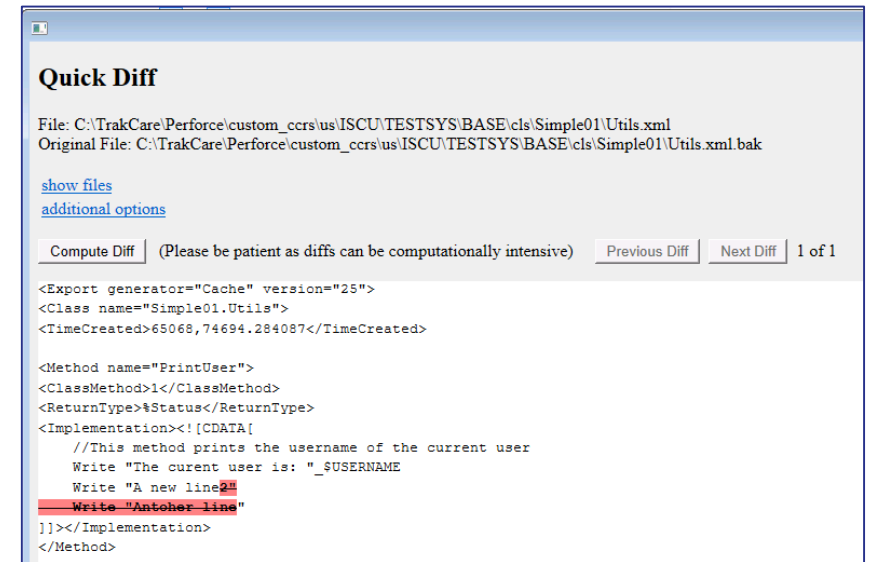 Quick Diff
File: C:\TrakCare\Perforce\custom_ccrs\us\ISCU\TESTSYS\BASE\cls\Simple01\Utils.xml
Original File: C:\TrakCare\Perforce\custom_ccrs\us\ISCU\TESTSYS\BASE\cls\Simple01\Utils.xml.bak
show files
additional options
Compute Diff (Please be patient as diffs can be computationally intensive) Previous Diff Next Diff 1 of 1
<Export generator="Cache" version="25">
<Class name="Simple01.Utils">
<TimeCreated>65068,74694.284087</TimeCreated>
<Method name="PrintUser">
<ClassMethod>1</ClassMethod>
<ReturnType>%Status</ReturnType>
<Implementation><![CDATA[
//This method prints the username of the current user
Write "The curent user is: "_$USERNAME
Write "A new line2"
Write "Antoher line"
]]></Implementation>
</Method>